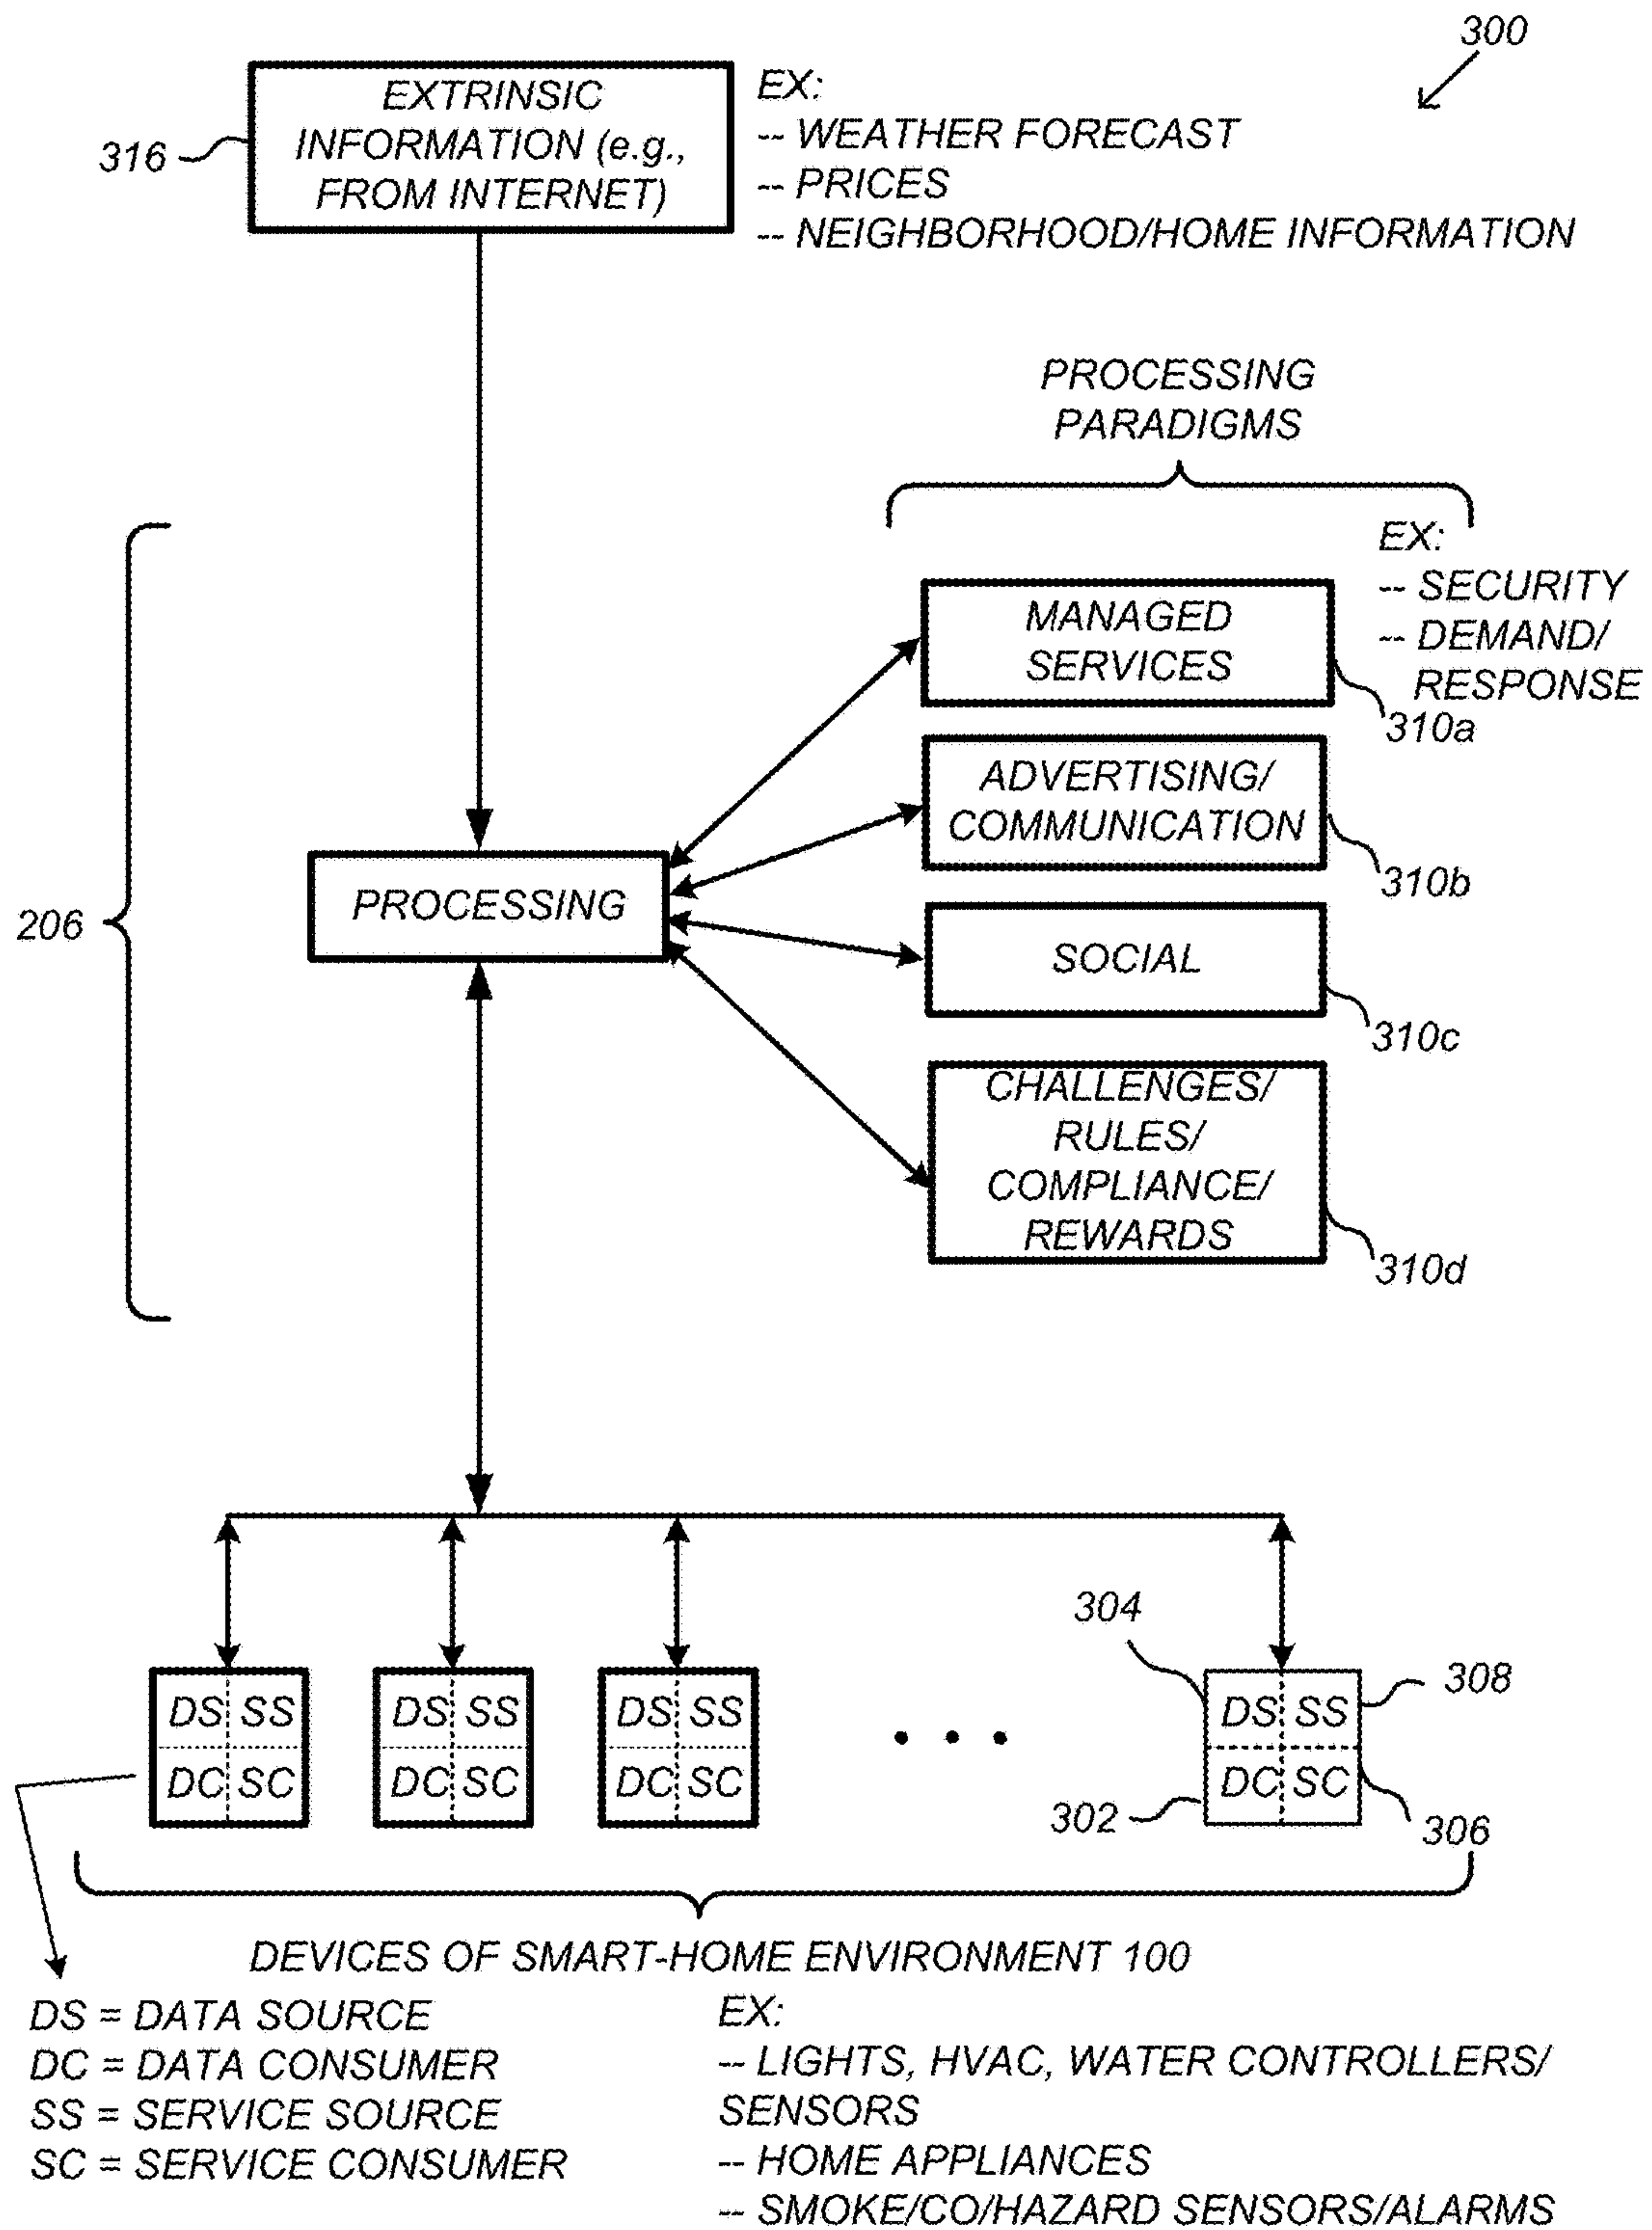 300
EXTRINSIC
INFORMATION (e.g.,
FROM INTERNET)
316
EX:
-- WEATHER FORECAST
-- PRICES
-- NEIGHBORHOOD/HOME INFORMATION
PROCESSING
PARADIGMS
EX:
-- SECURITY
-- DEMAND/
RESPONSE
MANAGED
SERVICES
310a
ADVERTISING/
COMMUNICATION
310b
206
PROCESSING
SOCIAL
310c
CHALLENGES/
RULES/
COMPLIANCE/
REWARDS
310d
304
308
DS SS
DC SC
DS SS
DC SC
DS SS
DC SC
• • •
DS SS
DC SC
302
306
DEVICES OF SMART-HOME ENVIRONMENT 100
DS = DATA SOURCE
DC = DATA CONSUMER
SS = SERVICE SOURCE
SC = SERVICE CONSUMER
EX:
-- LIGHTS, HVAC, WATER CONTROLLERS/
SENSORS
-- HOME APPLIANCES
-- SMOKE/CO/HAZARD SENSORS/ALARMS